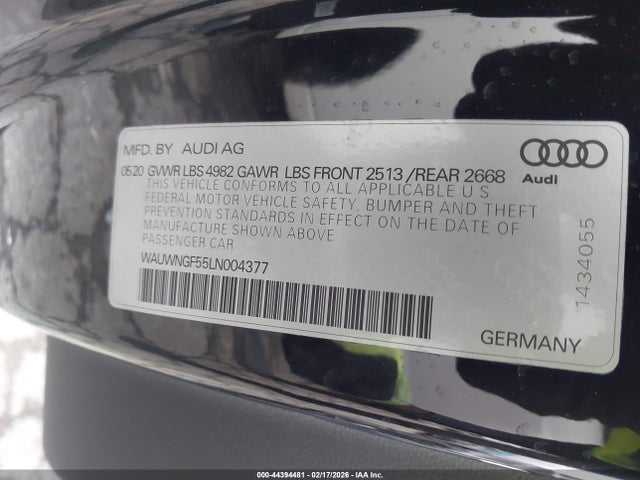 MFD. BY AUDI AG
05 20 GVWR LBS 4982 GAWR LBS FRONT 2513 /REAR 2668
THIS VEHICLE CONFORMS TO ALL APPLICABLE U.S.
FEDERAL MOTOR VEHICLE SAFETY, BUMPER AND THEFT
PREVENTION STANDARDS IN EFFECT ON THE DATE OF
MANUFACTURE SHOWN ABOVE
PASSENGER CAR
WAUWNGF55LN004377
Audi
1434055
GERMANY
000-44394481 - 02/17/2026 - IAA Inc.